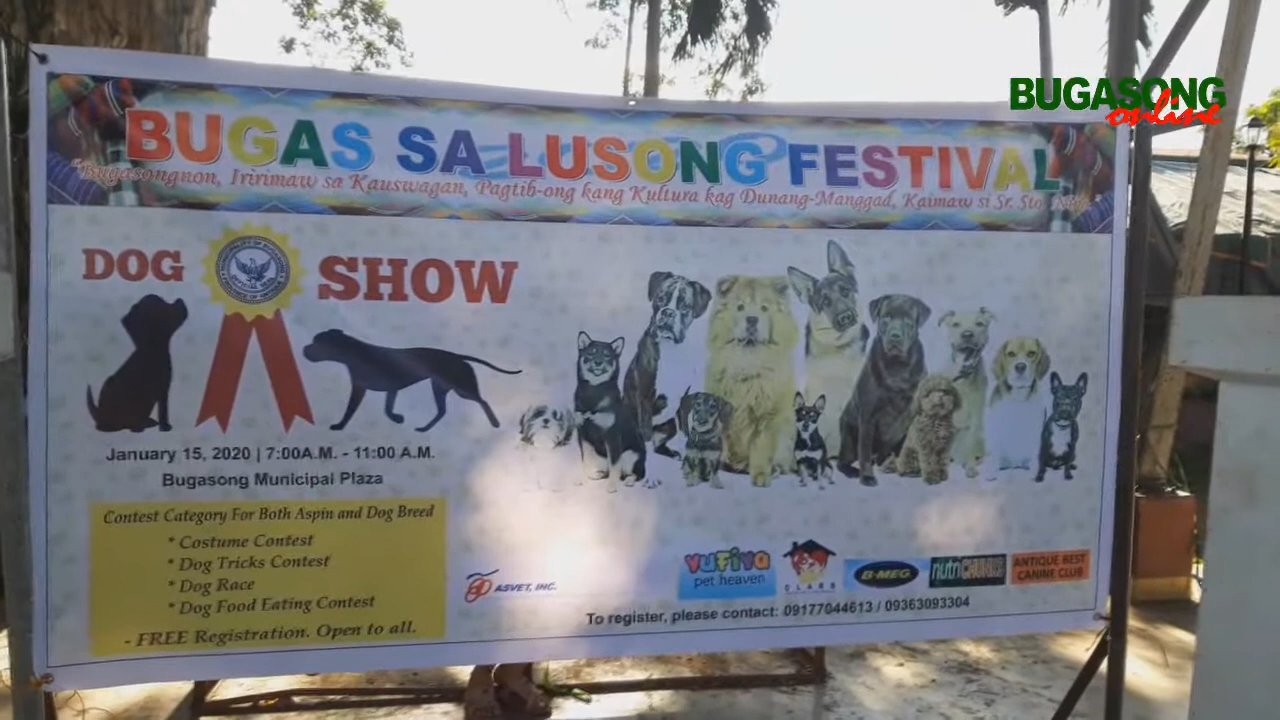 BUGASONG
online
BUGAS SA LUSONG FESTIVAL
"Bugasongnon, Iririmaw sa Kauswagan, Pagtib-ong kang Kultura kag Dunang-Manggad, Kaimaw si Sr. Sto.
DOG SHOW
January 15, 2020 | 7:00A.M. - 11:00 A.M.
Bugasong Municipal Plaza
Contest Category For Both Aspin and Dog Breed
* Costume Contest
* Dog Tricks Contest
* Dog Race
* Dog Food Eating Contest
- FREE Registration. Open to all.
ASVET, INC.
pet heaven
B-MEG
nutriCHUNKS
ANTIQUE BEST
CANINE CLUB
To register, please contact: 09177044613 / 09363093304